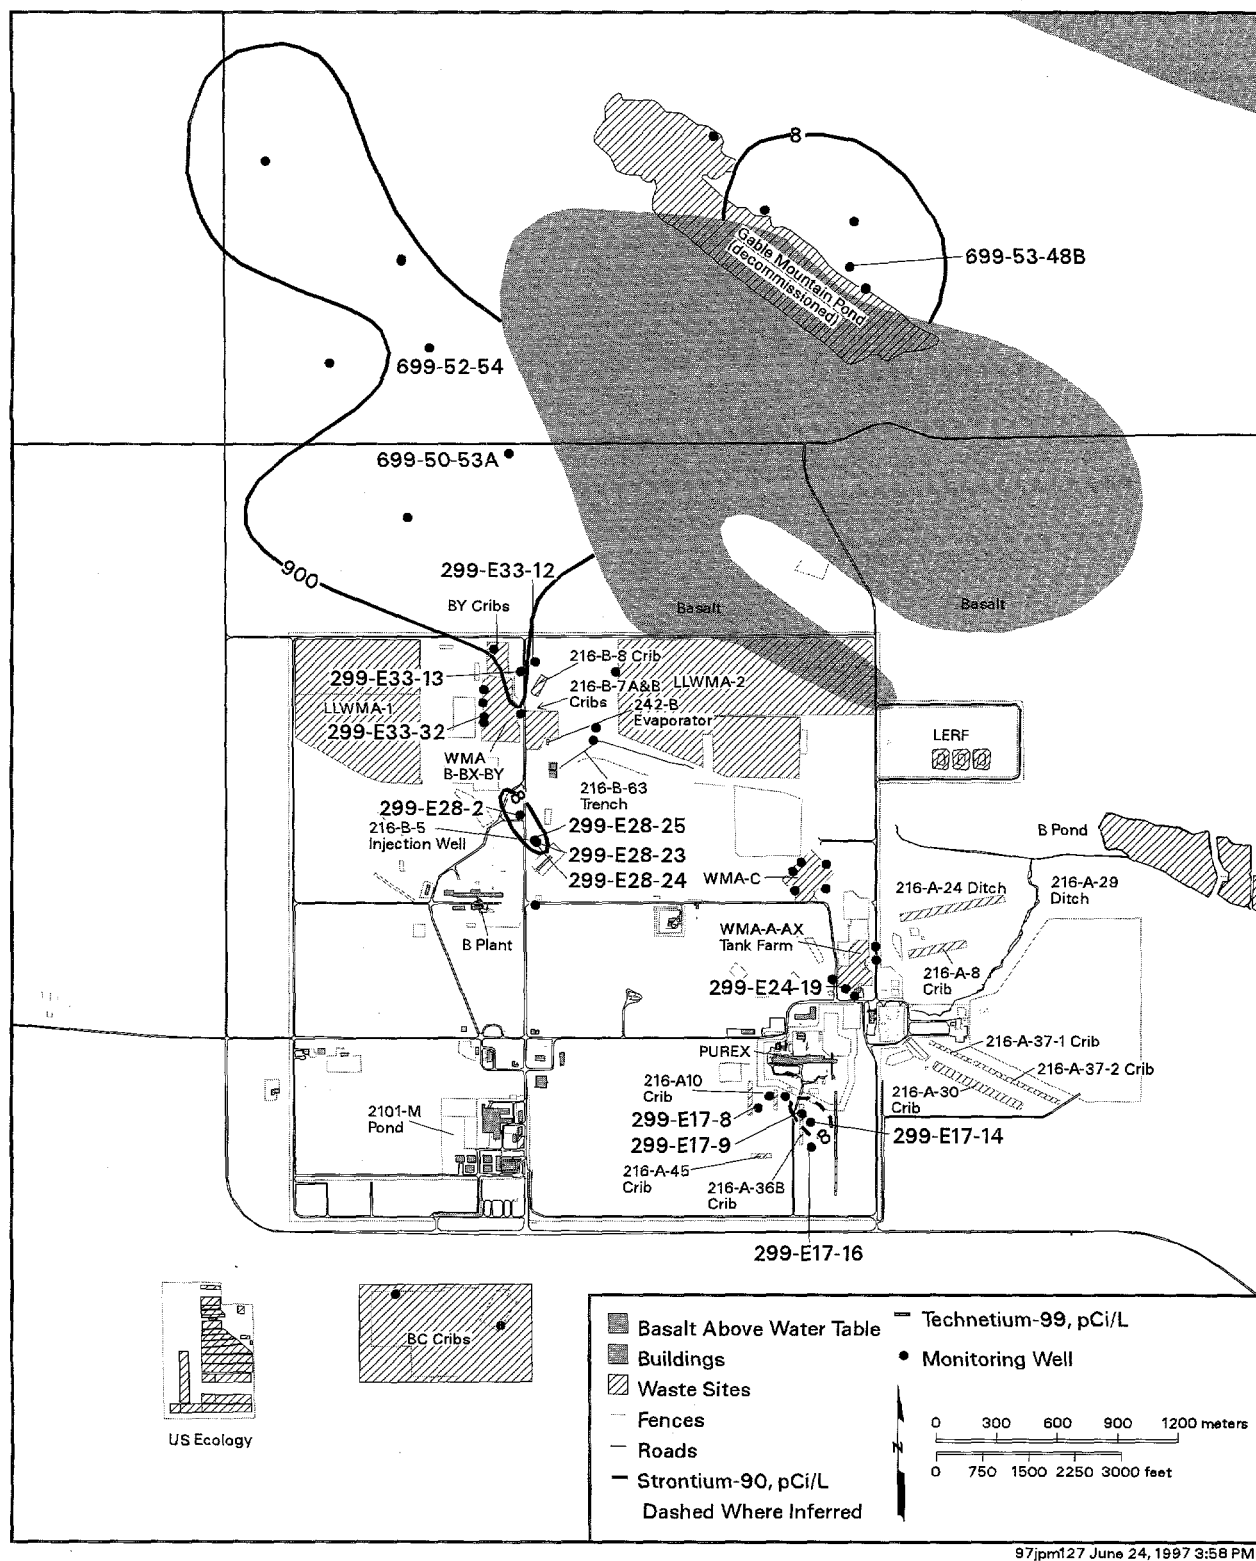 8
Gable Mountain Pond
(decommissioned)
699-53-48B
699-52-54
699-50-53A
900
299-E33-12
BY Cribs
Basalt
Basalt
216-B-8 Crib
299-E33-13
LLWMA-2
216-B-7A&B
Cribs
LLWMA-1
242-B
Evaporator
299-E33-32
LERF
WMA
B-BX-BY
216-B-63
Trench
8
299-E28-2
299-E28-25
216-B-5
Injection Well
B Pond
299-E28-23
299-E28-24
WMA-C
216-A-24 Ditch
216-A-29
Ditch
B Plant
WMA-A-AX
Tank Farm
216-A-8
Crib
299-E24-19
216-A-37-1 Crib
PUREX
216-A-37-2 Crib
216-A10
Crib
216-A-30
Crib
2101-M
Pond
299-E17-8
299-E17-14
8
299-E17-9
216-A-45
Crib
216-A-36B
Crib
299-E17-16
BC Cribs
US Ecology
Basalt Above Water Table
Buildings
Waste Sites
Fences
Roads
Strontium-90, pCi/L
Dashed Where Inferred
Technetium-99, pCi/L
Monitoring Well
N
0 300 600 900 1200 meters
0 750 1500 2250 3000 feet
97jpm127 June 24, 1997 3:58 PM